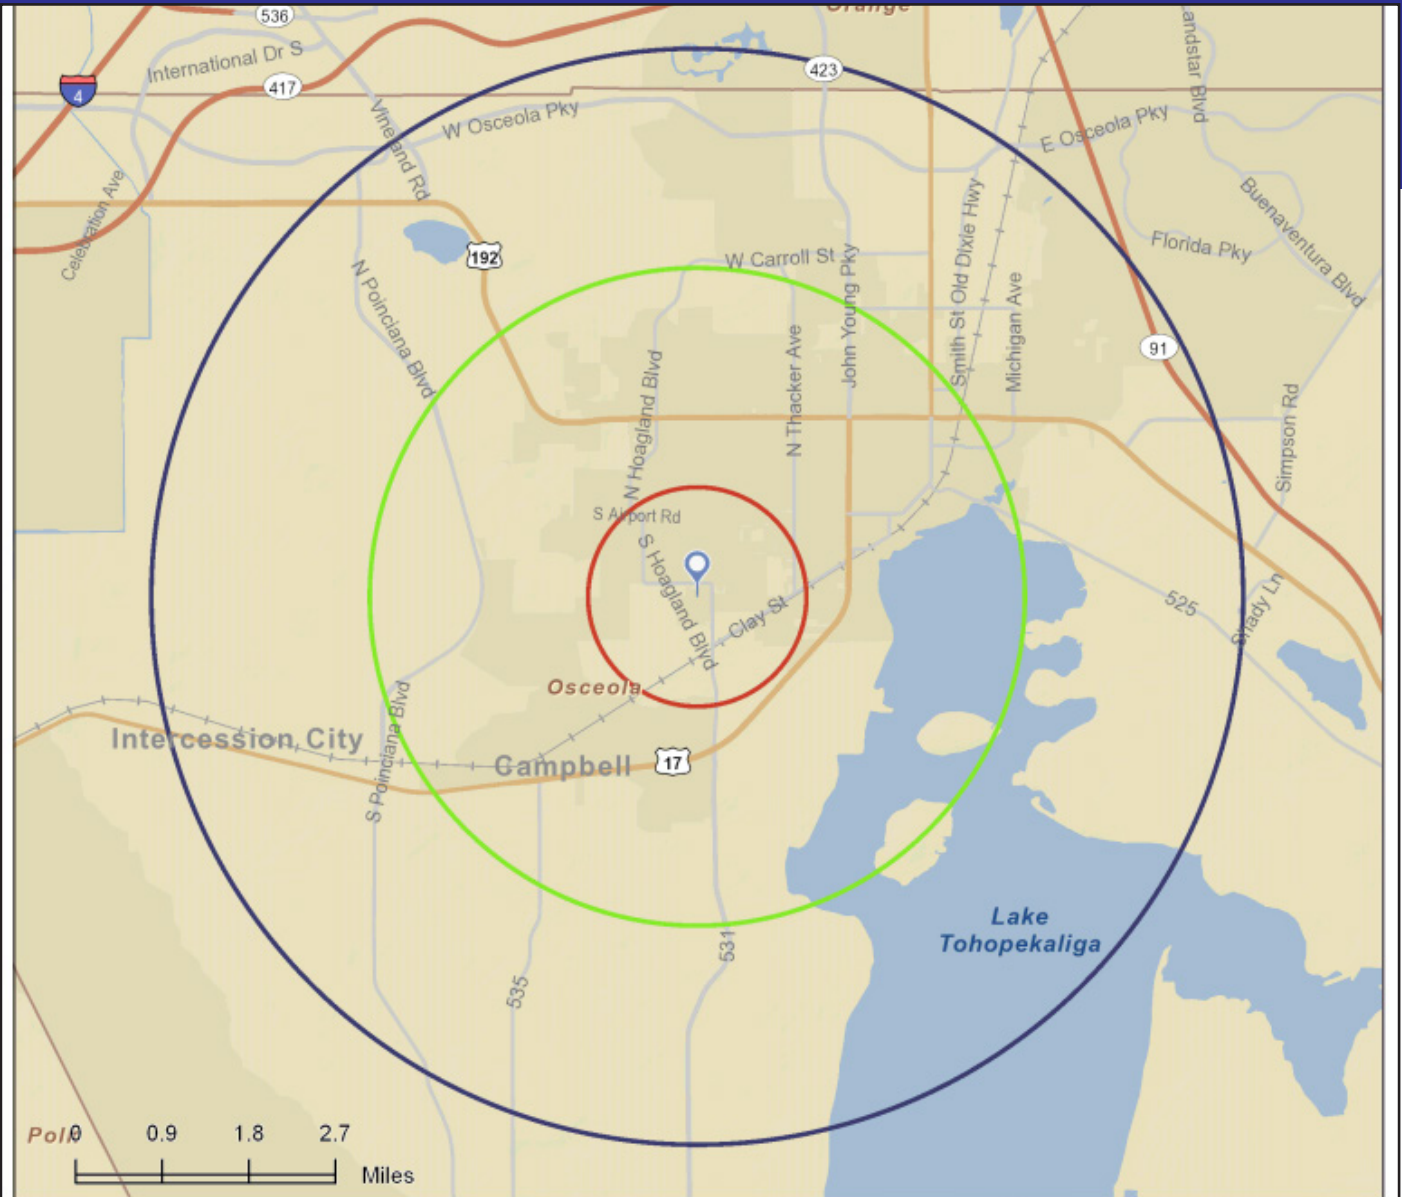 Orange
536
International Dr S
417
4
423
andstar Blvd
Vineland Rd
W Osceola Pky
E Osceola Pky
Celebration Ave
Buenaventura Blvd
Florida Pky
192
W Carroll St
N Poinciana Blvd
John Young Pky
Smith St Old Dixie Hwy
Michigan Ave
91
N Thacker Ave
N Hoagland Blvd
Simpson Rd
S Airport Rd
S Hoagland Blvd
Clay St
525
Shady Ln
Osceola
Intercession City
S Poinciana Blvd
Campbell
17
Lake
Tohopekaliga
531
535
Polk
0 0.9 1.8 2.7
Miles